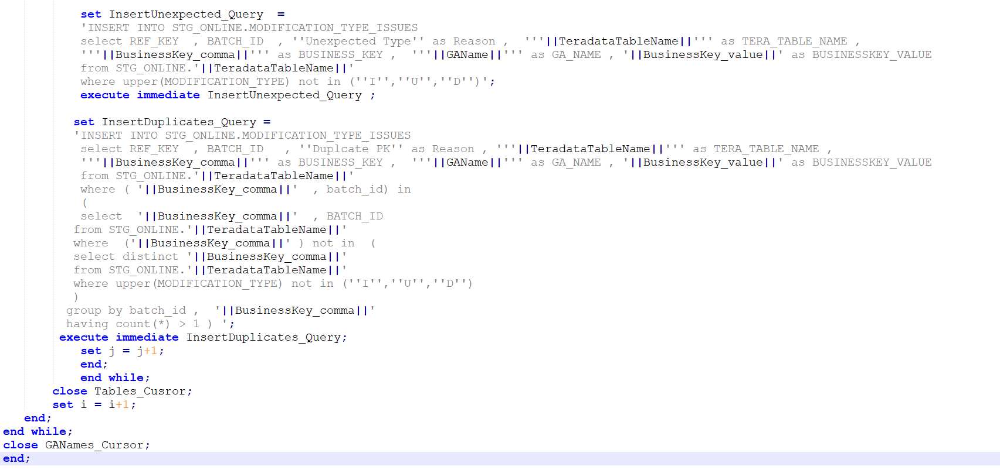 set InsertUnexpected_Query  =
'INSERT INTO STG_ONLINE.MODIFICATION_TYPE_ISSUES
select REF_KEY  , BATCH_ID  , ''Unexpected Type'' as Reason ,  '''||TeradataTableName||''' as TERA_TABLE_NAME ,
'''||BusinessKey_comma||''' as BUSINESS_KEY ,  '''||GAName||''' as GA_NAME , '||BusinessKey_value||' as BUSINESSKEY_VALUE
from STG_ONLINE.'||TeradataTableName||'
where upper(MODIFICATION_TYPE) not in (''I'',''U'',''D'')';
execute immediate InsertUnexpected_Query ;
set InsertDuplicates_Query =
'INSERT INTO STG_ONLINE.MODIFICATION_TYPE_ISSUES
select REF_KEY  , BATCH_ID   , ''Duplcate PK'' as Reason , '''||TeradataTableName||''' as TERA_TABLE_NAME ,
'''||BusinessKey_comma||''' as BUSINESS_KEY ,  '''||GAName||''' as GA_NAME , '||BusinessKey_value||' as BUSINESSKEY_VALUE
from STG_ONLINE.'||TeradataTableName||'
where ( '||BusinessKey_comma||'  , batch_id) in
(
select  '||BusinessKey_comma||'  , BATCH_ID
from STG_ONLINE.'||TeradataTableName||'
where  ('||BusinessKey_comma||' ) not in  (
select distinct '||BusinessKey_comma||'
from STG_ONLINE.'||TeradataTableName||'
where upper(MODIFICATION_TYPE) not in (''I'',''U'',''D'')
)
group by batch_id ,  '||BusinessKey_comma||'
having count(*) > 1 ) ';
execute immediate InsertDuplicates_Query;
set j = j+1;
end;
end while;
close Tables_Cusror;
set i = i+1;
end;
end while;
close GANames_Cursor;
end;